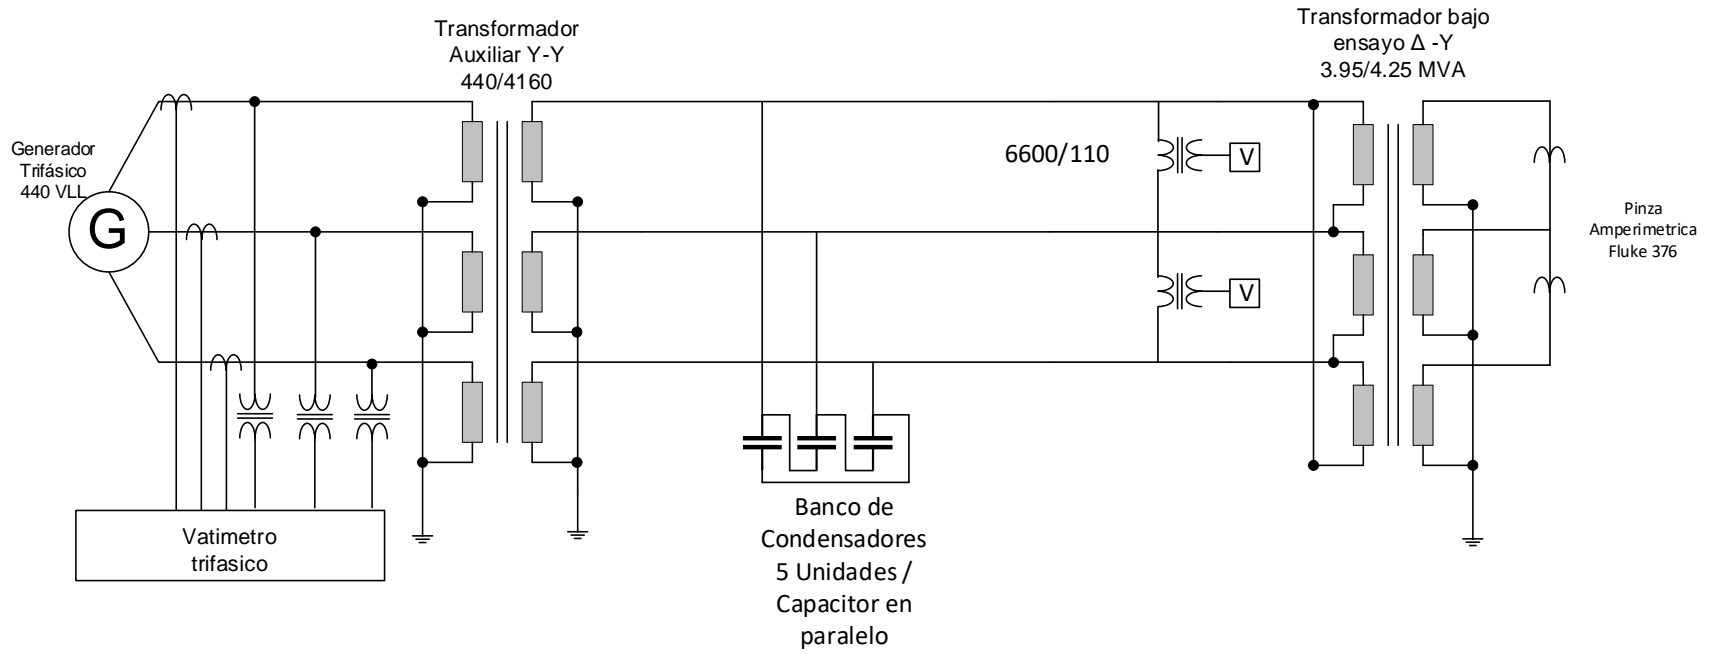 Transformador
Auxiliar Y-Y
440/4160
Transformador bajo
ensayo Δ -Y
3.95/4.25 MVA
Generador
Trifásico
440 VLL
G
6600/110
V
V
Pinza
Amperimetrica
Fluke 376
Vatimetro
trifasico
Banco de
Condensadores
5 Unidades /
Capacitor en
paralelo